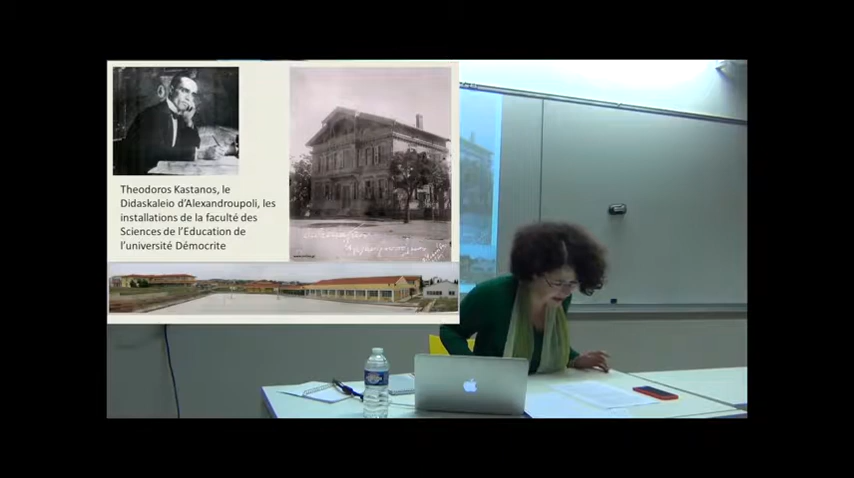 Theodoros Kastanos, le
Didaskaleio d'Alexandroupoli, les
installations de la faculté des
Sciences de l'Education de
l'université Démocrite